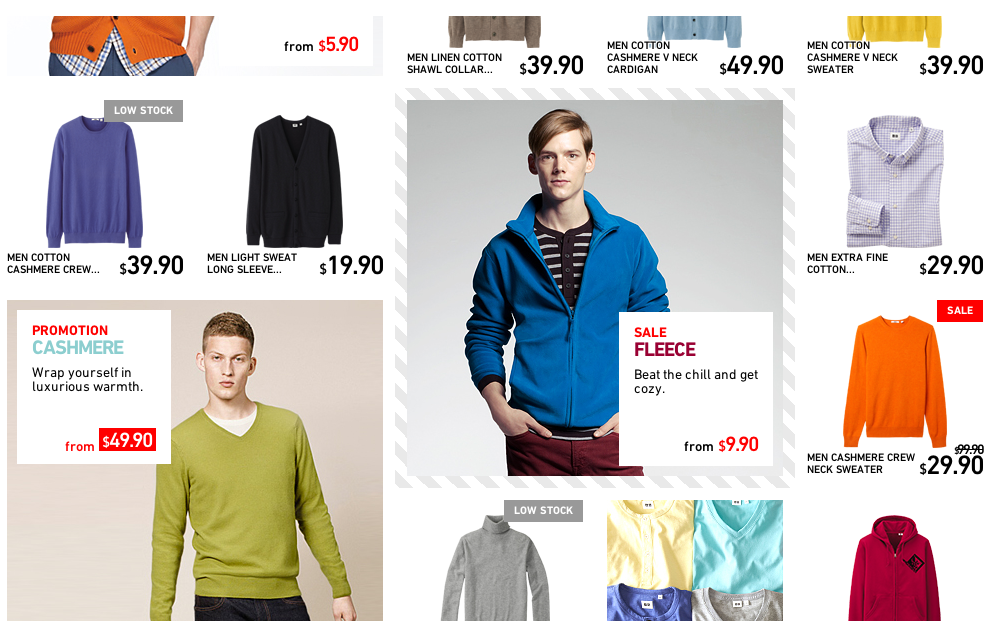 from $5.90
MEN LINEN COTTON
SHAWL COLLAR...
$39.90
MEN COTTON
CASHMERE V NECK
CARDIGAN
$49.90
MEN COTTON
CASHMERE V NECK
SWEATER
$39.90
LOW STOCK
MEN COTTON
CASHMERE CREW...
$39.90
MEN LIGHT SWEAT
LONG SLEEVE...
$19.90
MEN EXTRA FINE
COTTON...
$29.90
PROMOTION
CASHMERE
Wrap yourself in
luxurious warmth.
from $49.90
SALE
FLEECE
Beat the chill and get
cozy.
from $9.90
SALE
MEN CASHMERE CREW
NECK SWEATER
$99.90
$29.90
LOW STOCK